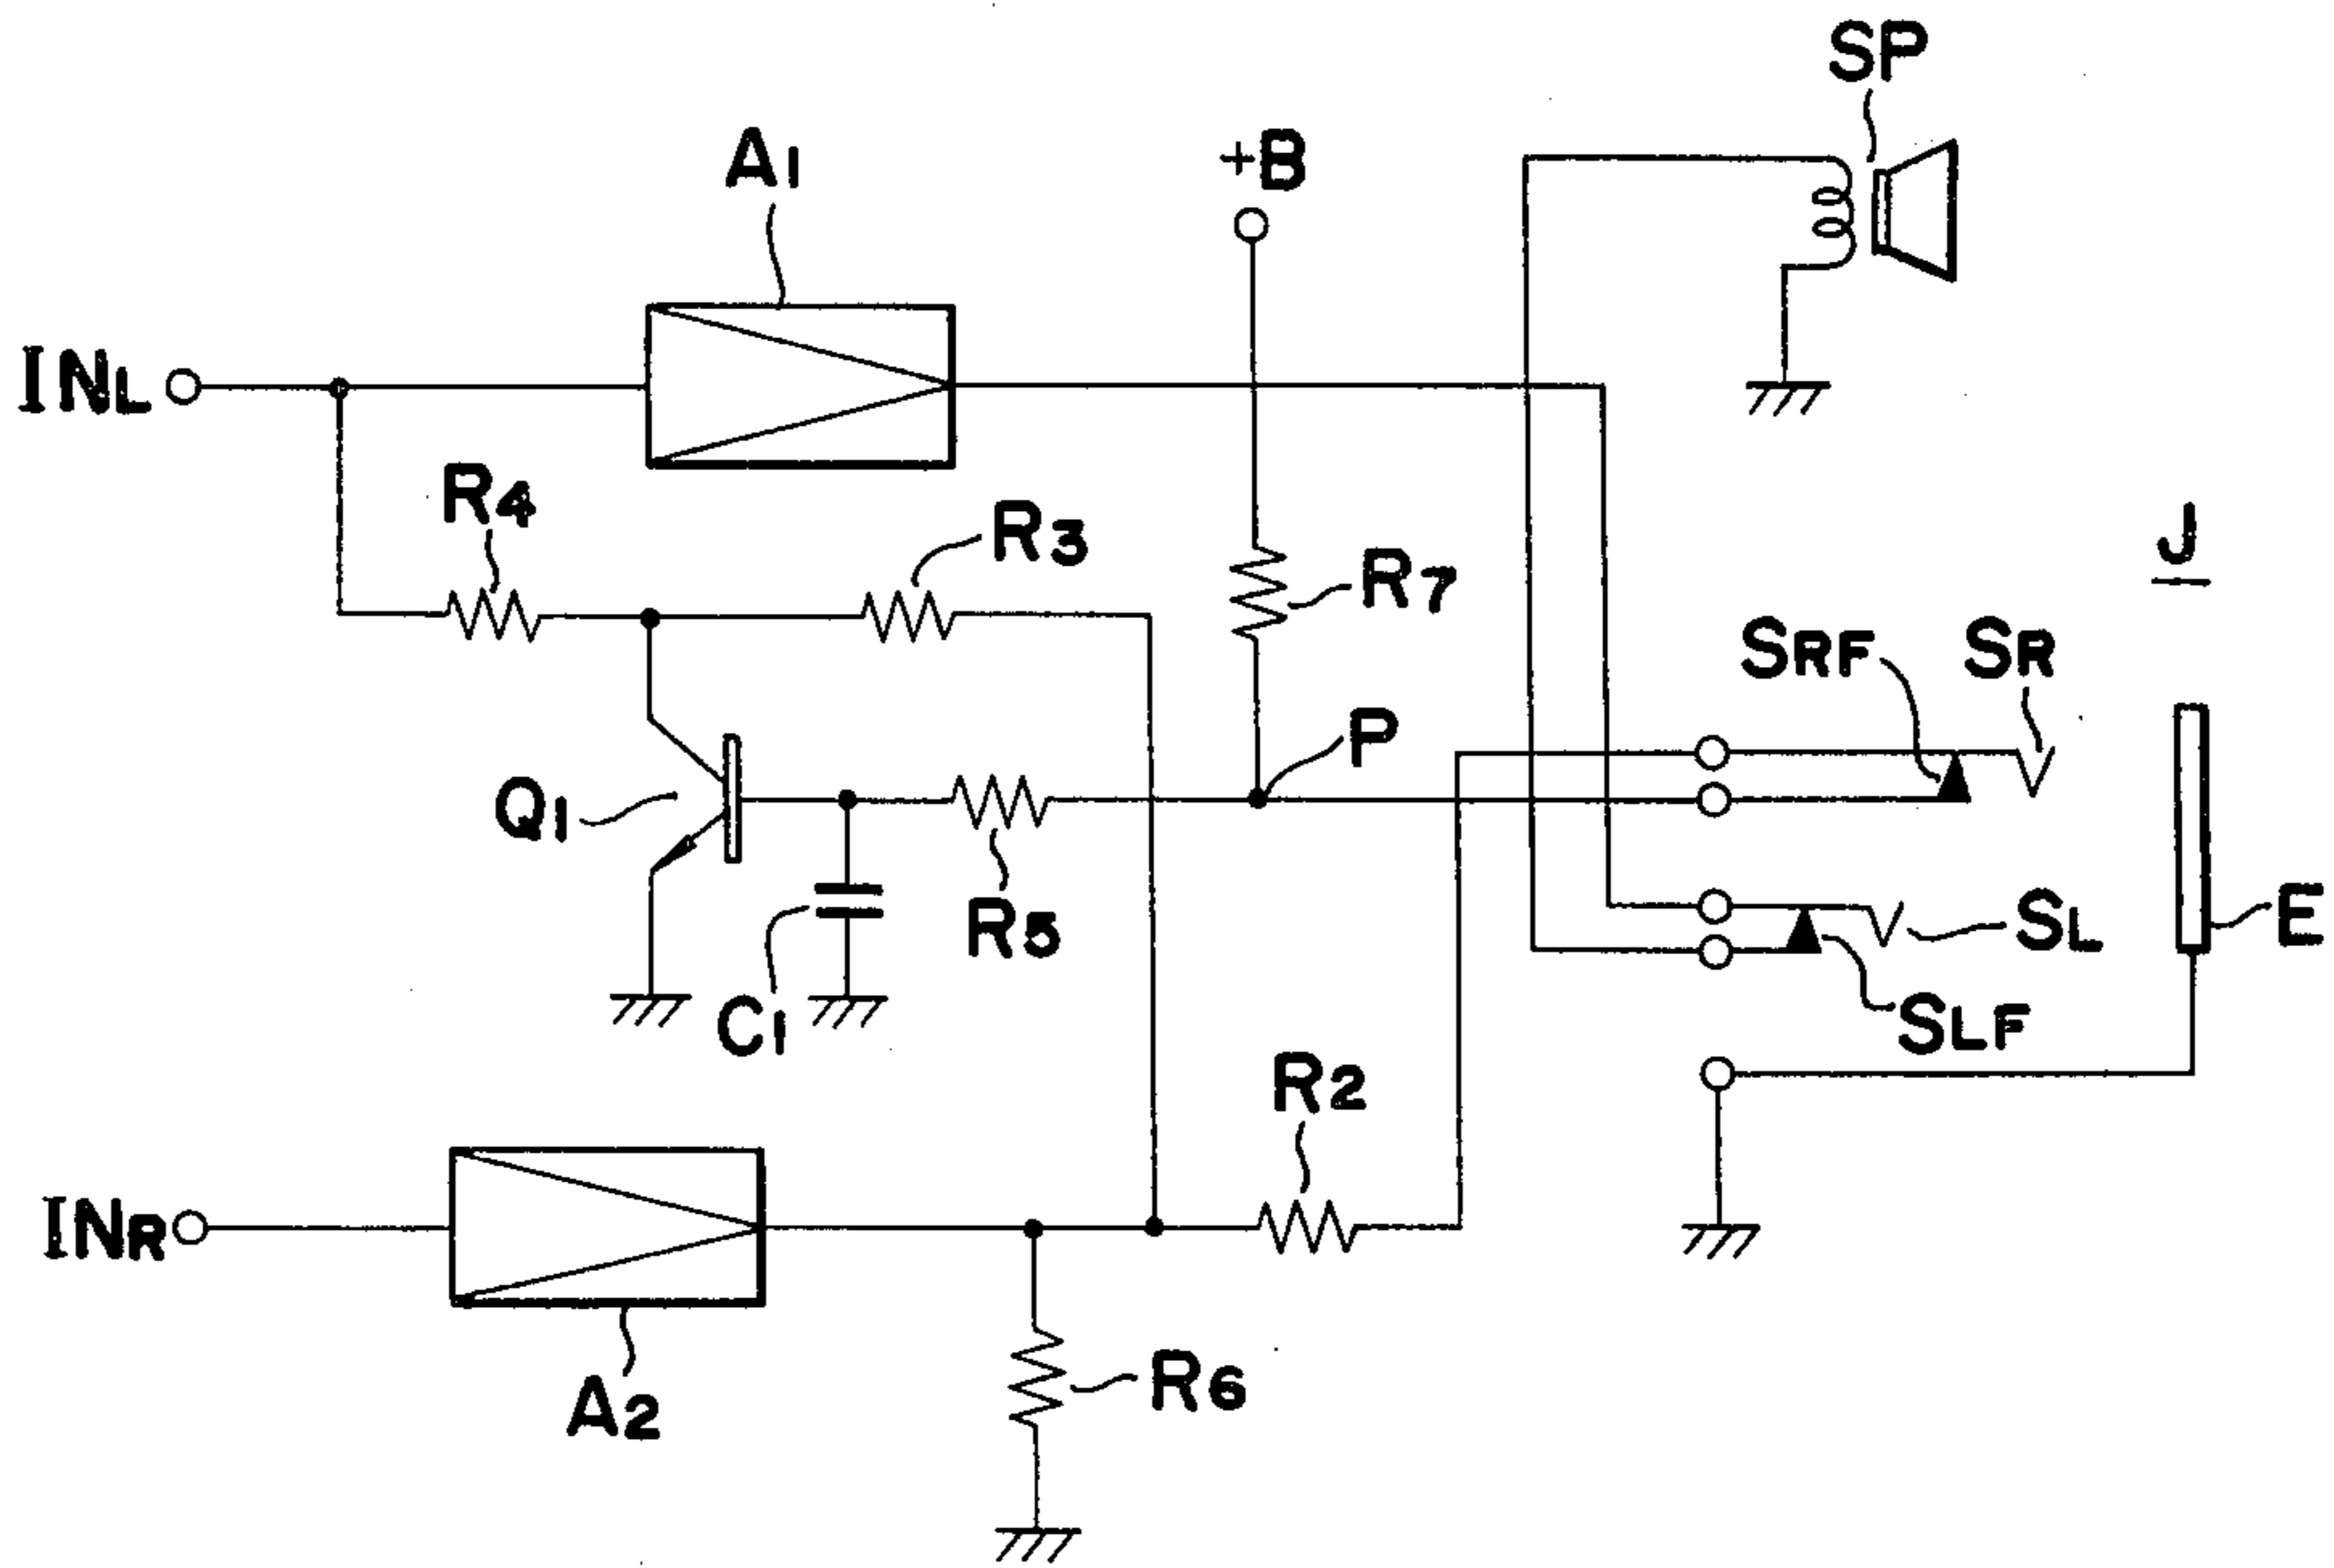 SP
A1
+B
INL
R4
R3
R7
J
SRF
SR
P
Q1
R5
SL
E
C1
SLF
R2
INR
A2
R6